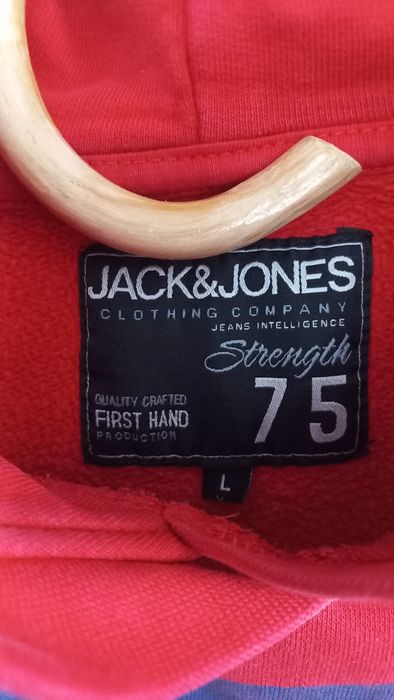 JACK&JONES
CLOTHING COMPANY
JEANS INTELLIGENCE
Strength
75
QUALITY CRAFTED
FIRST HAND
PRODUCTION
L